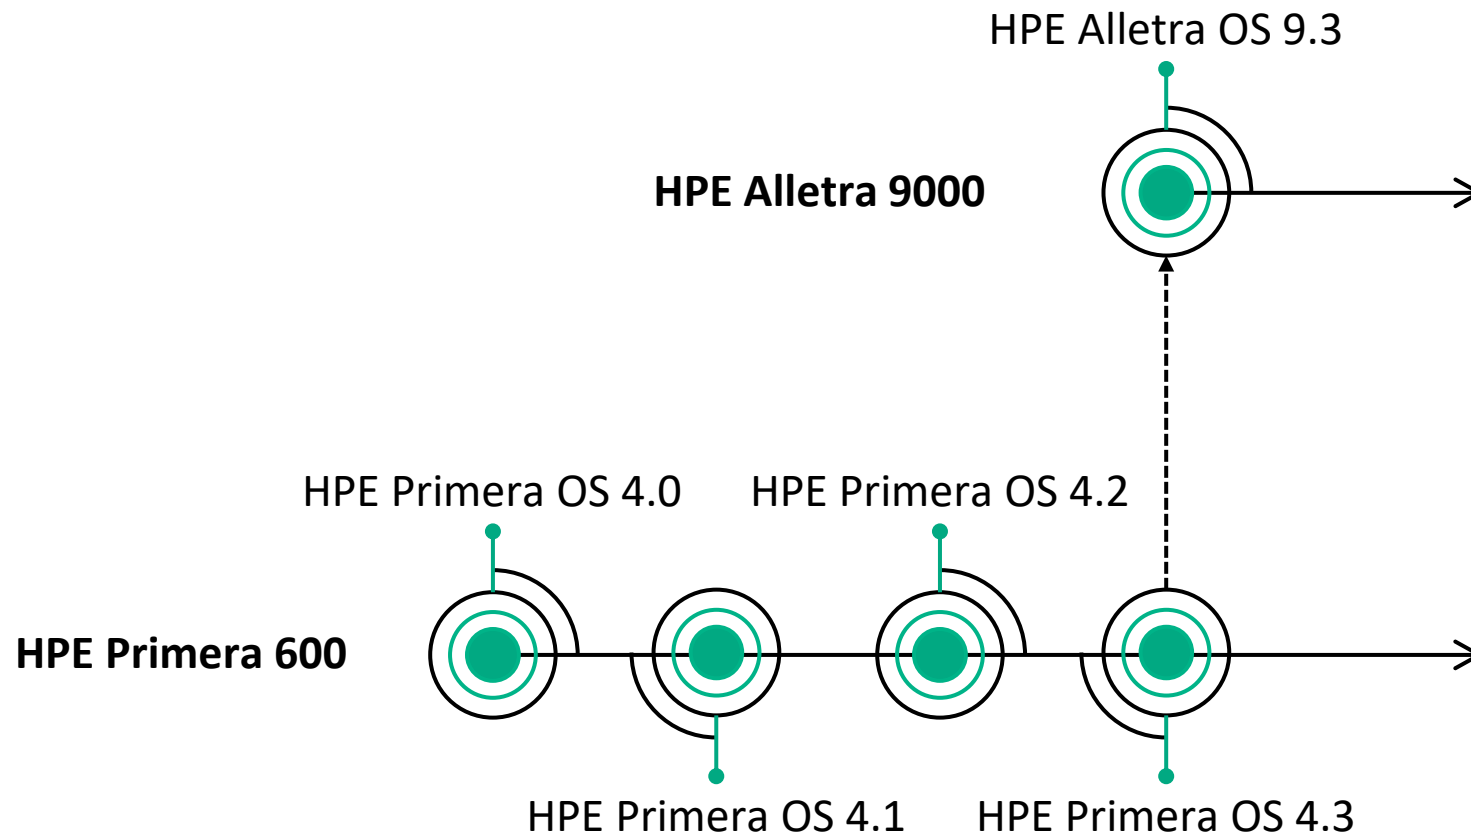 HPE Alletra OS 9.3
HPE Alletra 9000
HPE Primera OS 4.0
HPE Primera OS 4.2
HPE Primera 600
HPE Primera OS 4.1
HPE Primera OS 4.3